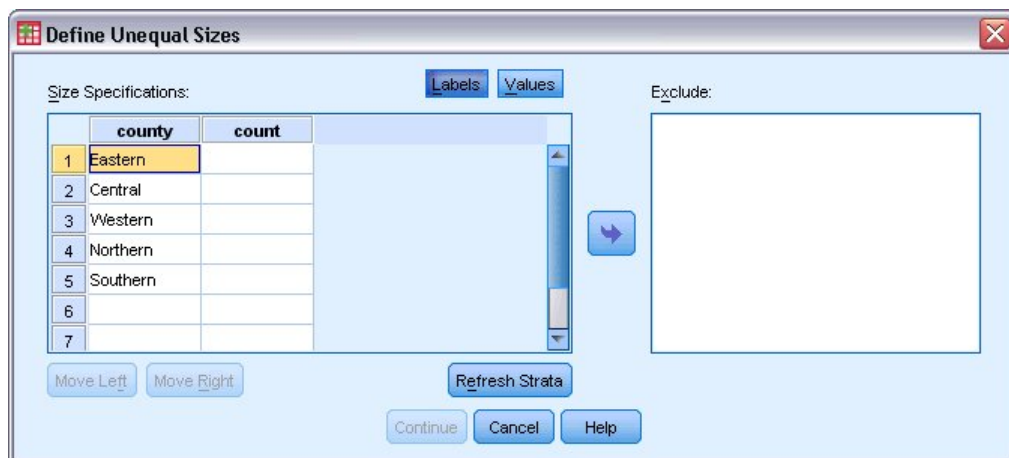 Define Unequal Sizes
Size Specifications:
Labels
Values
Exclude:
county count
1 Eastern
2 Central
3 Western
4 Northern
5 Southern
6
7
Move Left
Move Right
Refresh Strata
Continue
Cancel
Help